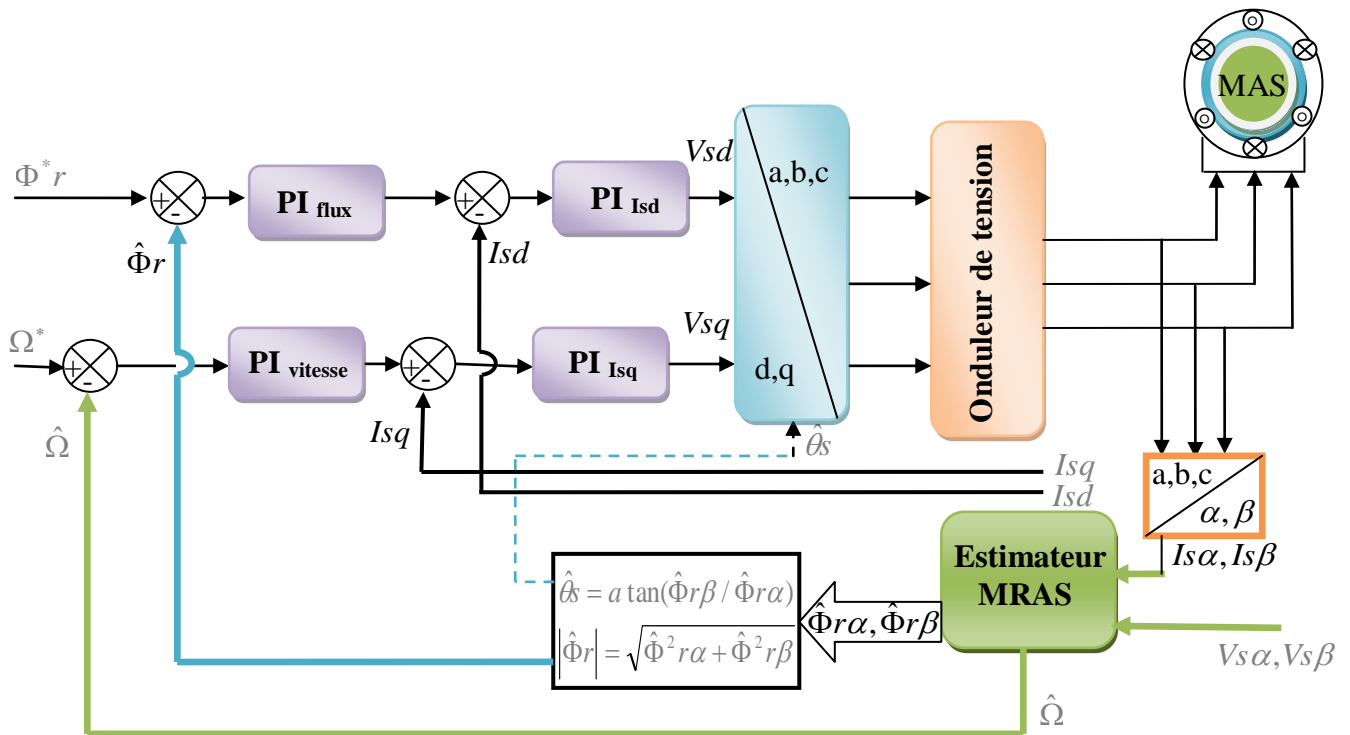 MAS
Φ*r
+
-
PI flux
+
-
PI Isd
Vsd
a,b,c
d,q
Onduleur de tension
Φ̂r
Isd
Ω*
+
-
PI vitesse
+
-
PI Isq
Vsq
Ω̂
Isq
θ̂s
Isq
Isd
a,b,c
α, β
Isα, Isβ
Estimateur
MRAS
θ̂s = a tan(Φ̂rβ / Φ̂rα)
|Φ̂r| = √Φ̂²rα + Φ̂²rβ
Φ̂rα, Φ̂rβ
Vsα, Vsβ
Ω̂